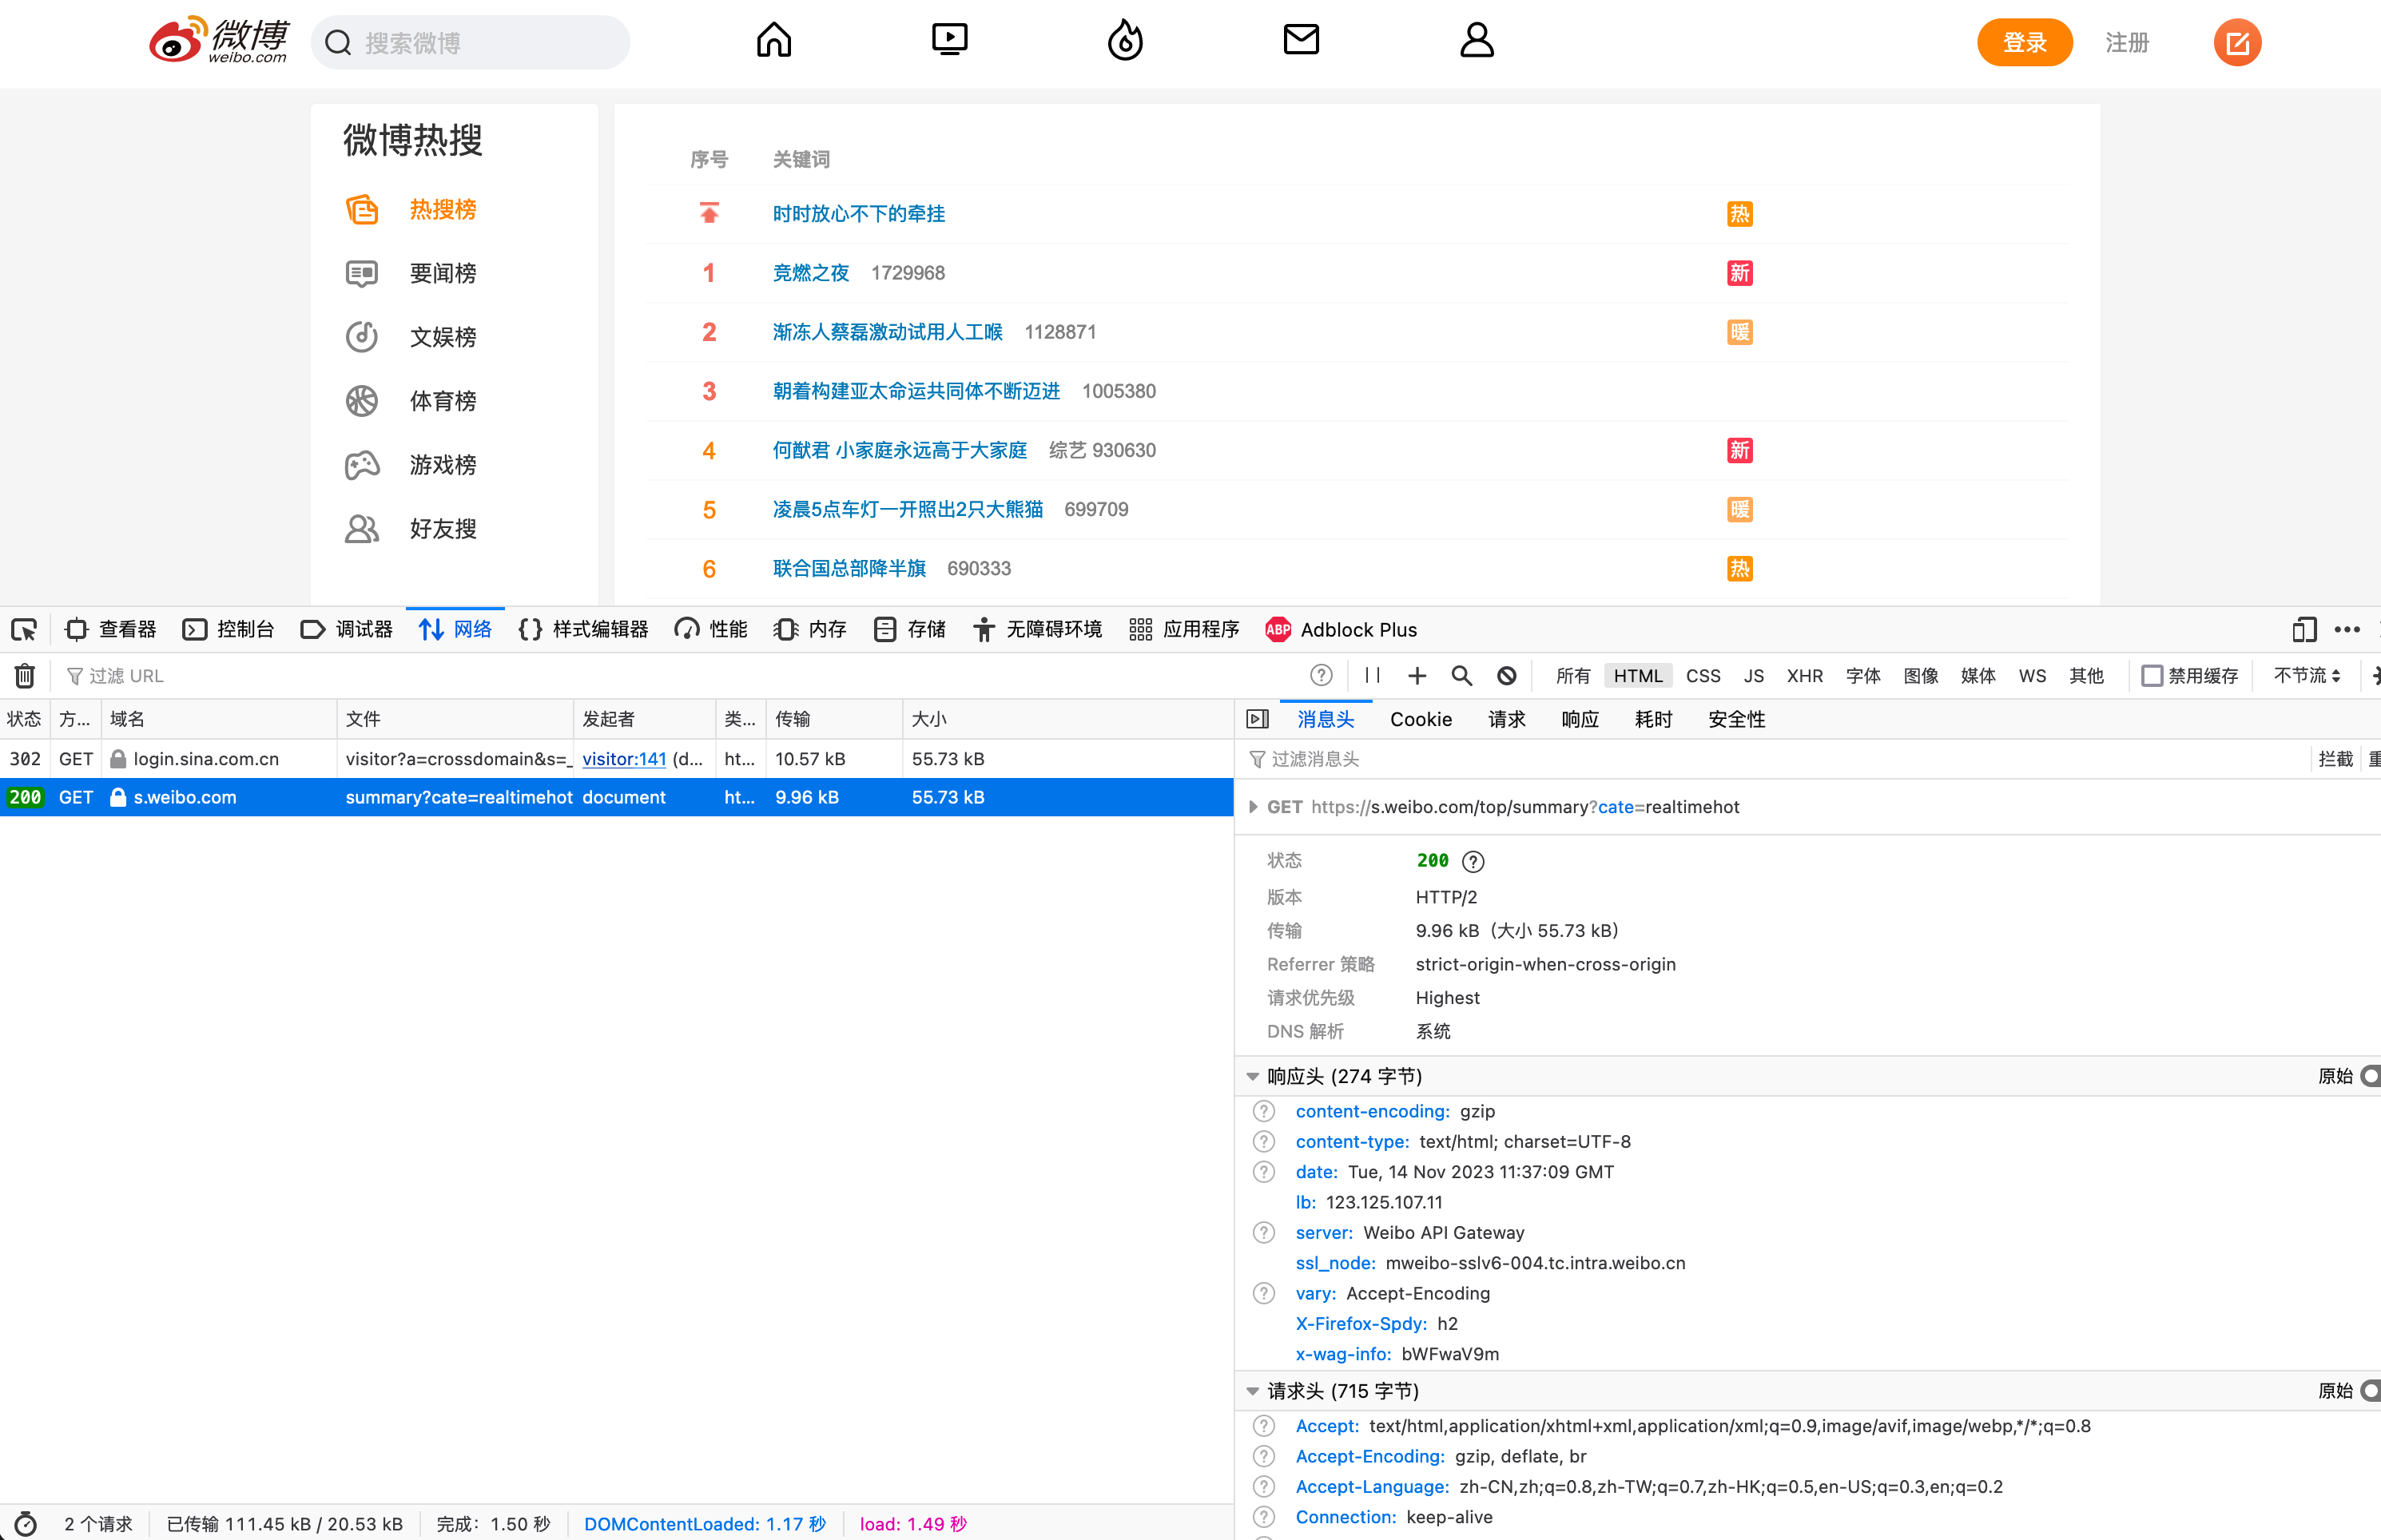 微博
weibo.com
搜索微博
登录 注册
微博热搜
热搜榜
要闻榜
文娱榜
体育榜
游戏榜
好友搜
序号 关键词
时时放心不下的牵挂 热
1 竞燃之夜 1729968 新
2 渐冻人蔡磊激动试用人工喉 1128871 暖
3 朝着构建亚太命运共同体不断迈进 1005380
4 何猷君 小家庭永远高于大家庭 综艺 930630 新
5 凌晨5点车灯一开照出2只大熊猫 699709 暖
6 联合国总部降半旗 690333 热
查看器 控制台 调试器 网络 样式编辑器 性能 内存 存储 无障碍环境 应用程序 ABP Adblock Plus
过滤 URL
所有 HTML CSS JS XHR 字体 图像 媒体 WS 其他 禁用缓存 不节流
状态 方... 域名 文件 发起者 类... 传输 大小
302 GET login.sina.com.cn visitor?a=crossdomain&s=_ visitor:141 (d... ht... 10.57 kB 55.73 kB
200 GET s.weibo.com summary?cate=realtimehot document ht... 9.96 kB 55.73 kB
2 个请求 已传输 111.45 kB / 20.53 kB 完成：1.50 秒 DOMContentLoaded: 1.17 秒 load: 1.49 秒
消息头 Cookie 请求 响应 耗时 安全性
过滤消息头 拦截
GET https://s.weibo.com/top/summary?cate=realtimehot
状态 200
版本 HTTP/2
传输 9.96 kB（大小 55.73 kB）
Referrer 策略 strict-origin-when-cross-origin
请求优先级 Highest
DNS 解析 系统
响应头 (274 字节) 原始
content-encoding: gzip
content-type: text/html; charset=UTF-8
date: Tue, 14 Nov 2023 11:37:09 GMT
lb: 123.125.107.11
server: Weibo API Gateway
ssl_node: mweibo-sslv6-004.tc.intra.weibo.cn
vary: Accept-Encoding
X-Firefox-Spdy: h2
x-wag-info: bWFwaV9m
请求头 (715 字节) 原始
Accept: text/html,application/xhtml+xml,application/xml;q=0.9,image/avif,image/webp,*/*;q=0.8
Accept-Encoding: gzip, deflate, br
Accept-Language: zh-CN,zh;q=0.8,zh-TW;q=0.7,zh-HK;q=0.5,en-US;q=0.3,en;q=0.2
Connection: keep-alive